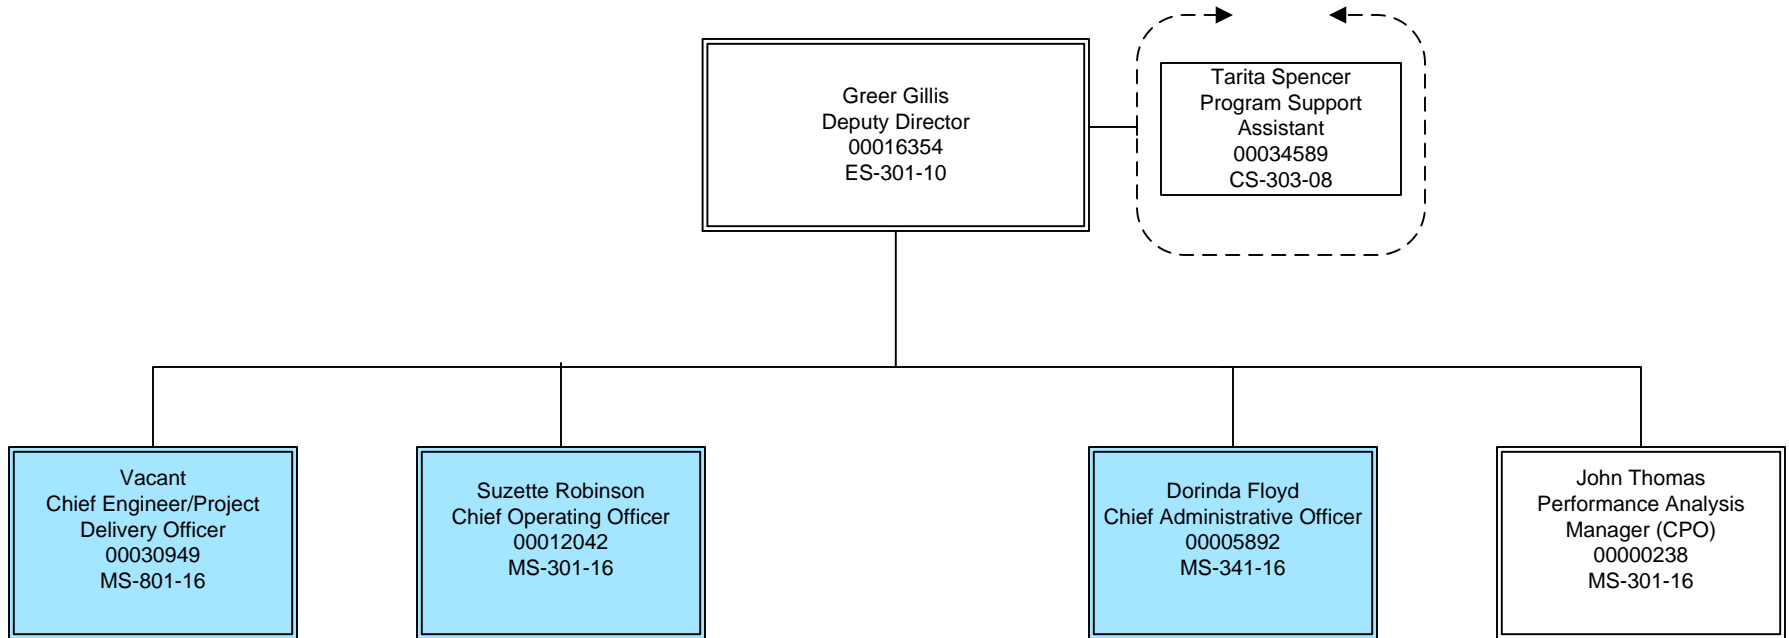 Greer Gillis
Deputy Director
00016354
ES-301-10
Tarita Spencer
Program Support
Assistant
00034589
CS-303-08
Vacant
Chief Engineer/Project
Delivery Officer
00030949
MS-801-16
Suzette Robinson
Chief Operating Officer
00012042
MS-301-16
Dorinda Floyd
Chief Administrative Officer
00005892
MS-341-16
John Thomas
Performance Analysis
Manager (CPO)
00000238
MS-301-16